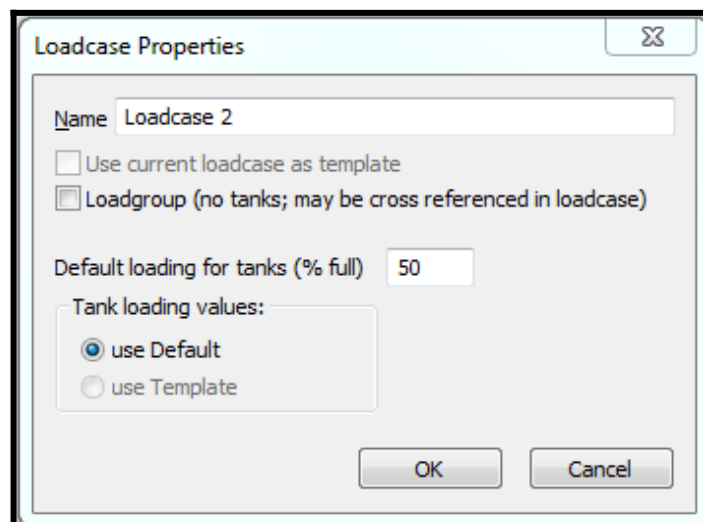 Loadcase Properties
Name Loadcase 2
Use current loadcase as template
Loadgroup (no tanks; may be cross referenced in loadcase)
Default loading for tanks (% full) 50
Tank loading values:
use Default
use Template
OK Cancel